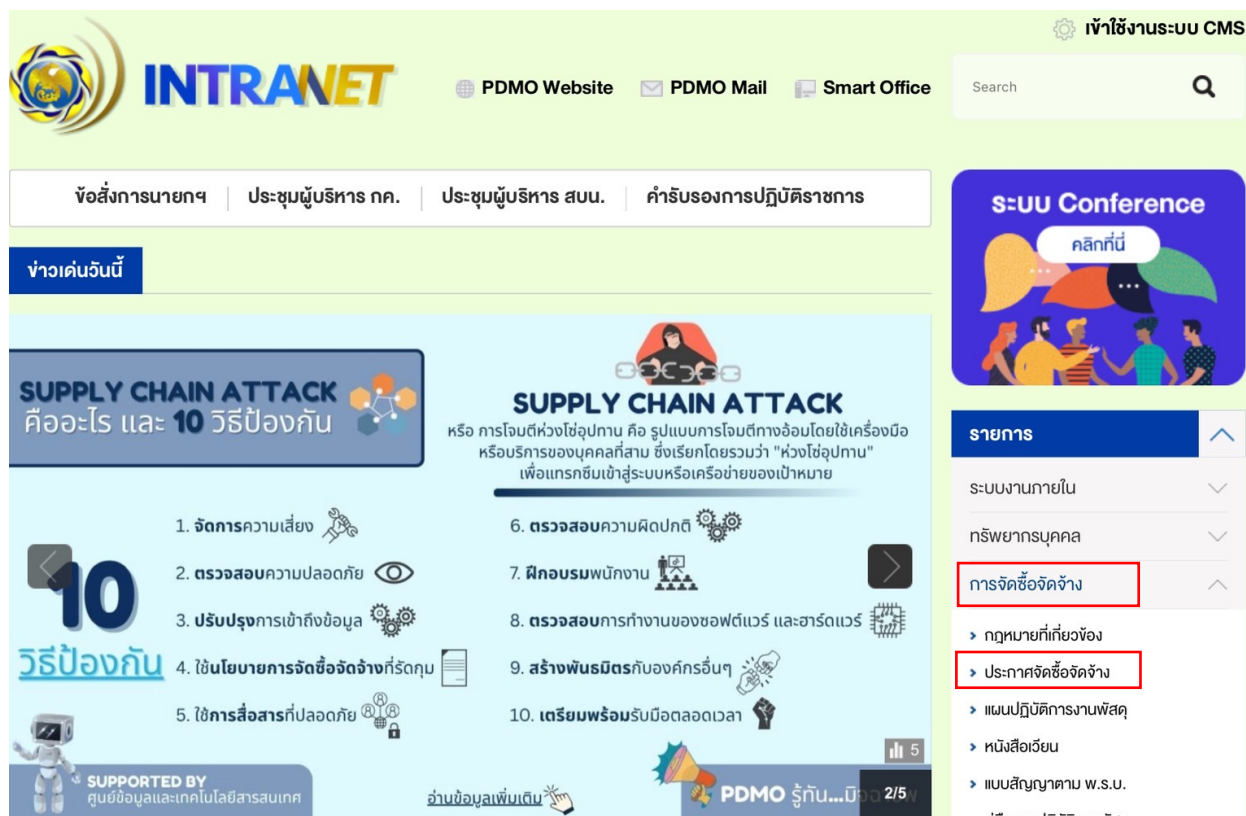 เข้าใช้งานระบบ CMS
INTRANET
PDMO Website
PDMO Mail
Smart Office
Search
ข้อสั่งการนายกฯ
ประชุมผู้บริหาร กค.
ประชุมผู้บริหาร สบน.
คำรับรองการปฏิบัติราชการ
ระบบ Conference
คลิกที่นี่
ข่าวเด่นวันนี้
SUPPLY CHAIN ATTACK
คืออะไร และ 10 วิธีป้องกัน
SUPPLY CHAIN ATTACK
หรือ การโจมตีห่วงโซ่อุปทาน คือ รูปแบบการโจมตีทางอ้อมโดยใช้เครื่องมือ
หรือบริการของบุคคลที่สาม ซึ่งเรียกโดยรวมว่า "ห่วงโซ่อุปทาน"
เพื่อแทรกซึมเข้าสู่ระบบหรือเครือข่ายของเป้าหมาย
10
วิธีป้องกัน
1. จัดการความเสี่ยง
2. ตรวจสอบความปลอดภัย
3. ปรับปรุงการเข้าถึงข้อมูล
4. ใช้นโยบายการจัดซื้อจัดจ้างที่รัดกุม
5. ใช้การสื่อสารที่ปลอดภัย
6. ตรวจสอบความผิดปกติ
7. ฝึกอบรมพนักงาน
8. ตรวจสอบการทำงานของซอฟต์แวร์ และฮาร์ดแวร์
9. สร้างพันธมิตรกับองค์กรอื่นๆ
10. เตรียมพร้อมรับมือตลอดเวลา
5
SUPPORTED BY
ศูนย์ข้อมูลและเทคโนโลยีสารสนเทศ
อ่านข้อมูลเพิ่มเติม
PDMO รู้ทัน...
2/5
รายการ
ระบบงานภายใน
ทรัพยากรบุคคล
การจัดซื้อจัดจ้าง
กฎหมายที่เกี่ยวข้อง
ประกาศจัดซื้อจัดจ้าง
แผนปฏิบัติการงานพัสดุ
หนังสือเวียน
แบบสัญญาตาม พ.ร.บ.